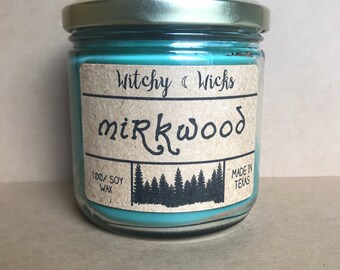 Witchy ☾ Wicks
mirkwood
100% SOY
WAX
MADE IN
TEXAS